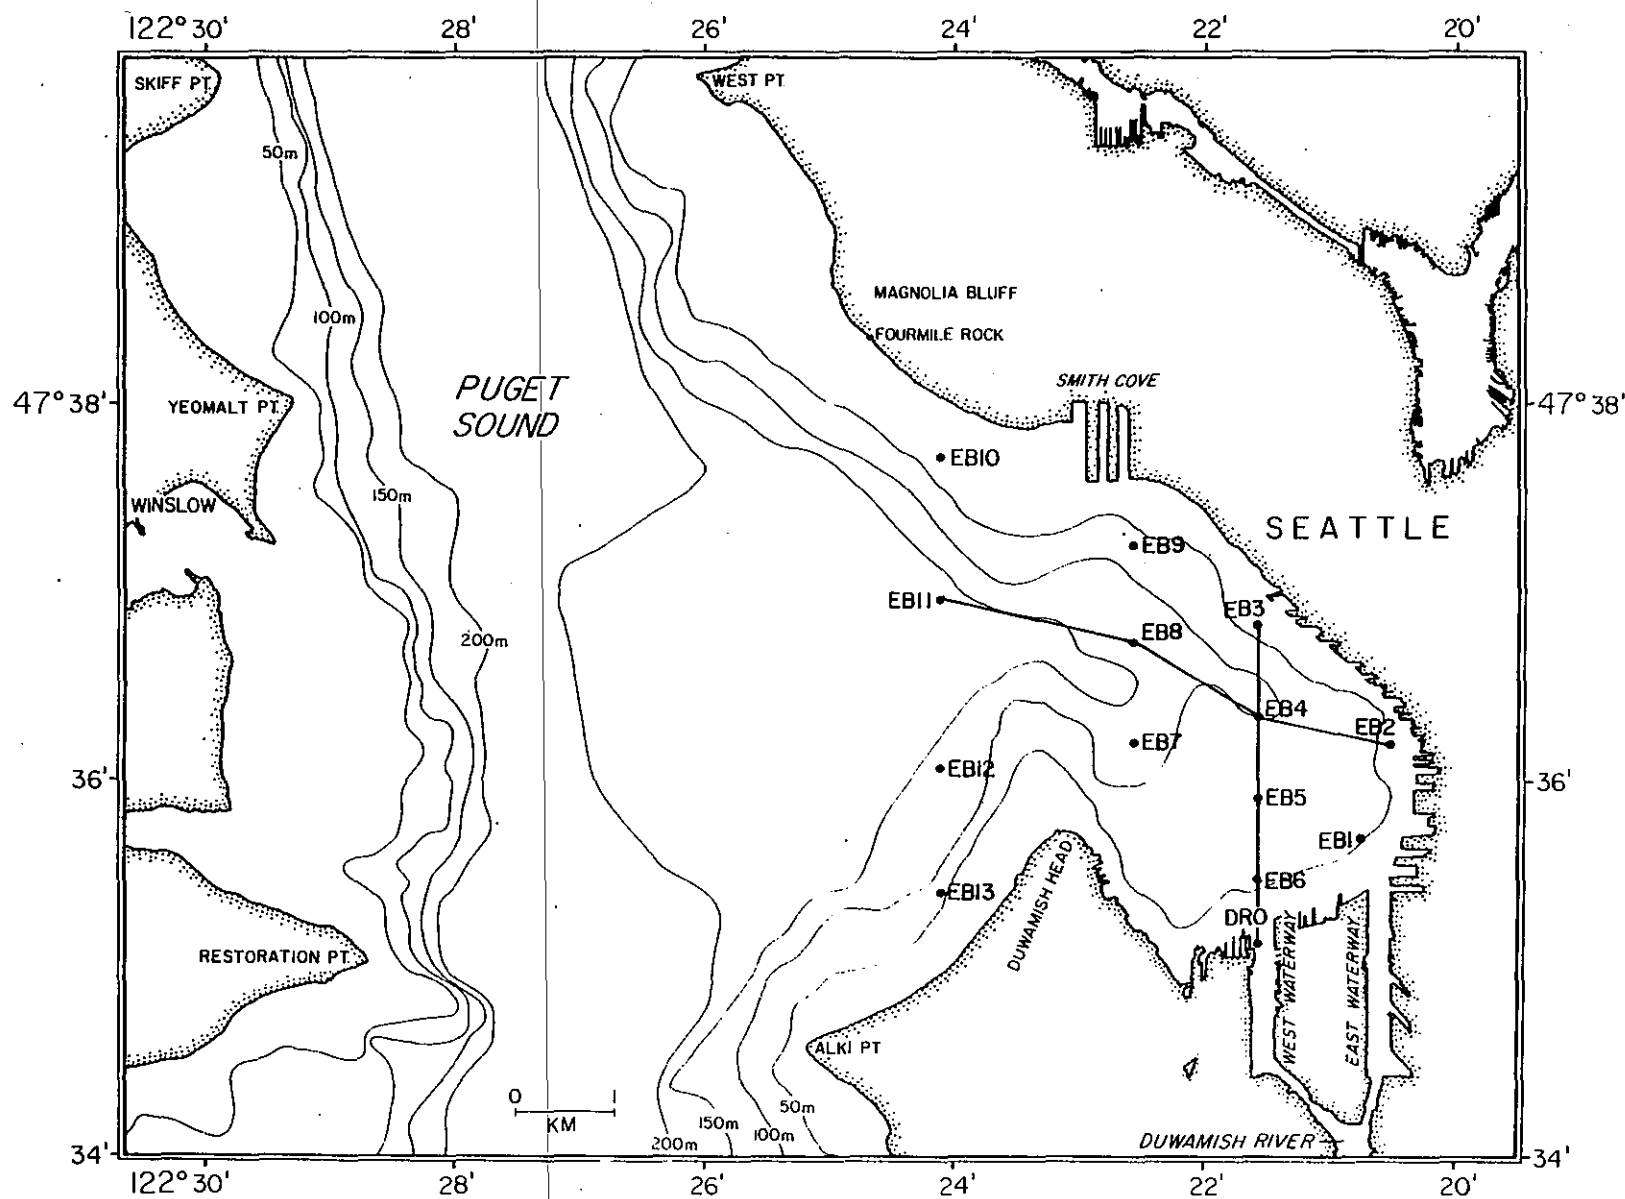 122°30' 28' 26' 24' 22' 20'
SKIFF PT.
WEST PT.
50m
MAGNOLIA BLUFF
100m
FOURMILE ROCK
SMITH COVE
PUGET
SOUND
47°38'
YEOMALT PT.
47°38'
EB10
150m
WINSLOW
SEATTLE
EB9
EB11
EB3
EB8
200m
EB4
EB2
EB7
EB12
36'
36'
EB5
EB1
EB6
EB13
DUWAMISH HEAD
DRO
WEST WATERWAY
EAST WATERWAY
RESTORATION PT.
ALKI PT.
0 1
KM
50m
150m
100m
200m
DUWAMISH RIVER
34'
34'
122°30' 28' 26' 24' 22' 20'